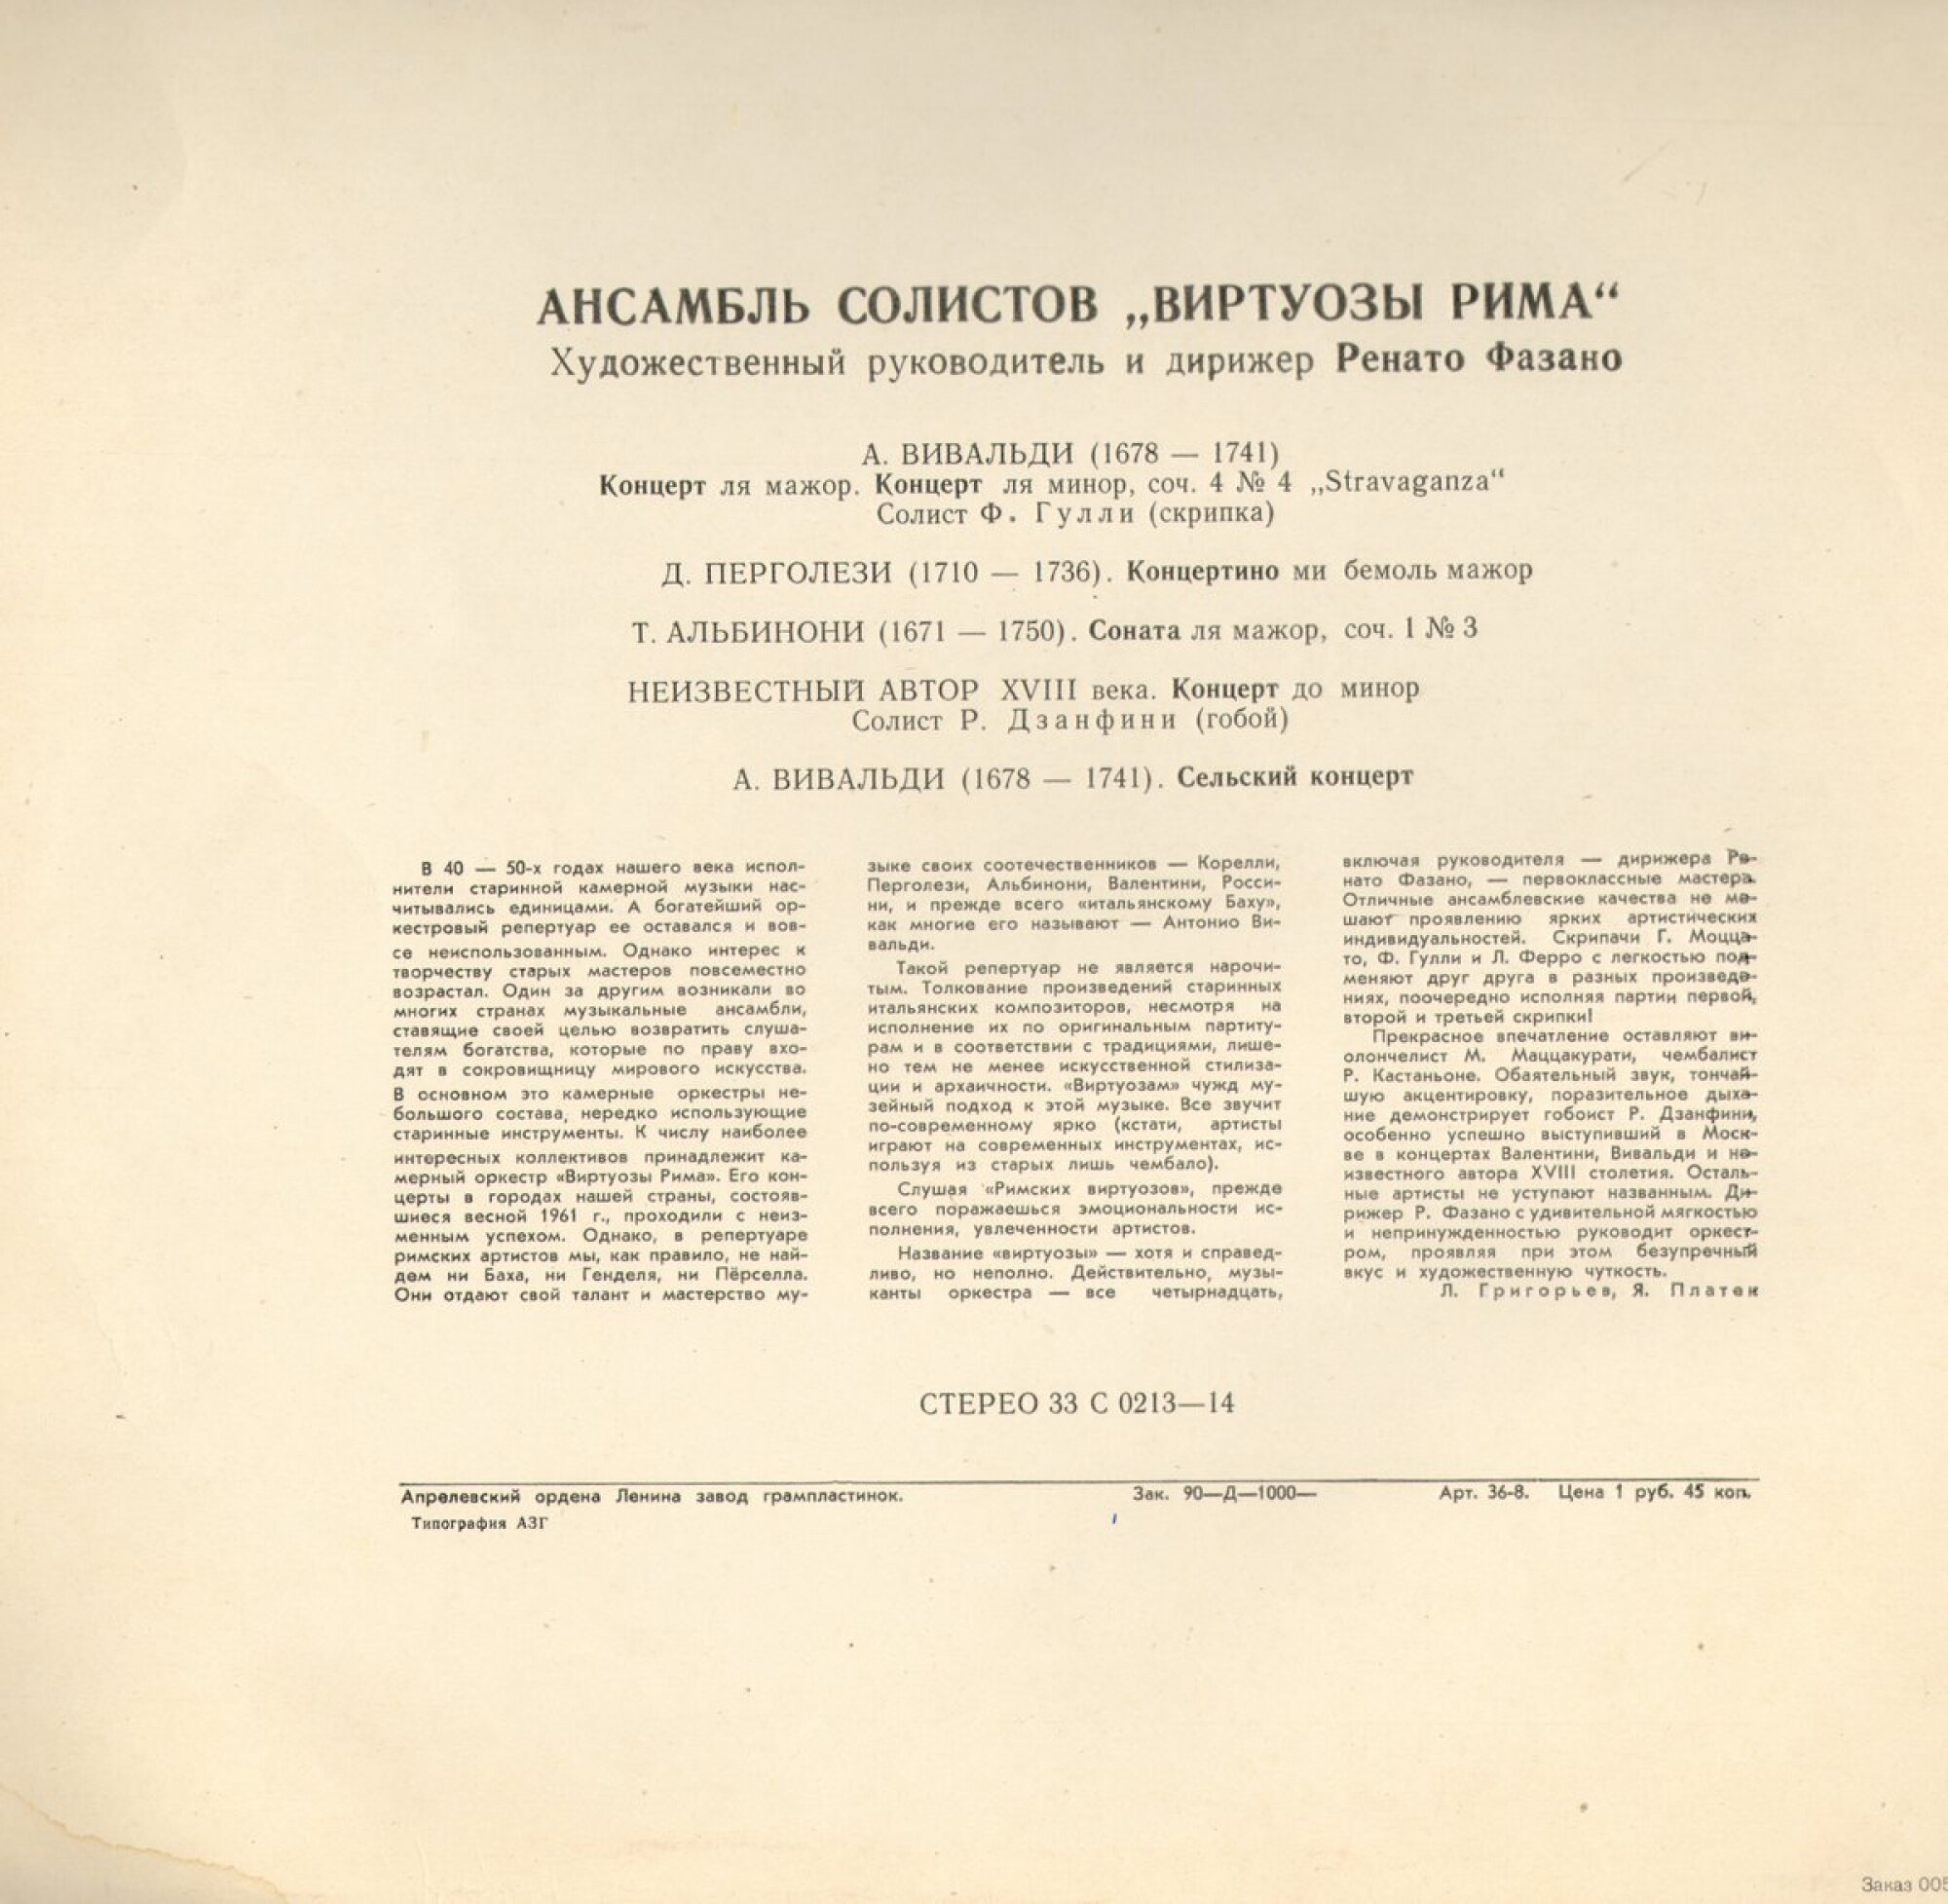 АНСАМБЛЬ СОЛИСТОВ „ВИРТУОЗЫ РИМА“
Художественный руководитель и дирижер Ренато Фазано
А. ВИВАЛЬДИ (1678 — 1741)
Концерт ля мажор. Концерт ля минор, соч. 4 № 4 „Stravaganza“
Солист Ф. Гулли (скрипка)
Д. ПЕРГОЛЕЗИ (1710 — 1736). Концертино ми бемоль мажор
Т. АЛЬБИНОНИ (1671 — 1750). Соната ля мажор, соч. 1 № 3
НЕИЗВЕСТНЫЙ АВТОР XVIII века. Концерт до минор
Солист Р. Дзанфини (гобой)
А. ВИВАЛЬДИ (1678 — 1741). Сельский концерт
В 40 — 50-х годах нашего века испол-
нители старинной камерной музыки нас-
читывались единицами. А богатейший ор-
кестровый репертуар ее оставался и вов-
се неиспользованным. Однако интерес к
творчеству старых мастеров повсеместно
возрастал. Один за другим возникали во
многих странах музыкальные ансамбли,
ставящие своей целью возвратить слуша-
телям богатства, которые по праву вхо-
дят в сокровищницу мирового искусства.
В основном это камерные оркестры не-
большого состава, нередко использующие
старинные инструменты. К числу наиболее
интересных коллективов принадлежит ка-
мерный оркестр «Виртуозы Рима». Его кон-
церты в городах нашей страны, состояв-
шиеся весной 1961 г., проходили с неиз-
менным успехом. Однако, в репертуаре
римских артистов мы, как правило, не най-
дем ни Баха, ни Генделя, ни Пёрселла.
Они отдают свой талант и мастерство му-
зыке своих соотечественников — Корелли,
Перголези, Альбинони, Валентини, Росси-
ни, и прежде всего «итальянскому Баху»,
как многие его называют — Антонио Ви-
вальди.
Такой репертуар не является нарочи-
тым. Толкование произведений старинных
итальянских композиторов, несмотря на
исполнение их по оригинальным партиту-
рам и в соответствии с традициями, лише-
но тем не менее искусственной стилиза-
ции и архаичности. «Виртуозам» чужд му-
зейный подход к этой музыке. Все звучит
по-современному ярко (кстати, артисты
играют на современных инструментах, ис-
пользуя из старых лишь чембало).
Слушая «Римских виртуозов», прежде
всего поражаешься эмоциональности ис-
полнения, увлеченности артистов.
Название «виртуозы» — хотя и справед-
ливо, но неполно. Действительно, музы-
канты оркестра — все четырнадцать,
включая руководителя — дирижера Ре-
нато Фазано, — первоклассные мастера.
Отличные ансамблевские качества не ме-
шают проявлению ярких артистических
индивидуальностей. Скрипачи Г. Моцца-
то, Ф. Гулли и Л. Ферро с легкостью под-
меняют друг друга в разных произведе-
ниях, поочередно исполняя партии первой,
второй и третьей скрипки!
Прекрасное впечатление оставляют ви-
олончелист М. Маццакурати, чембалист
Р. Кастаньоне. Обаятельный звук, тончай-
шую акцентировку, поразительное дыха-
ние демонстрирует гобоист Р. Дзанфини,
особенно успешно выступивший в Моск-
ве в концертах Валентини, Вивальди и не-
известного автора XVIII столетия. Осталь-
ные артисты не уступают названным. Ди-
рижер Р. Фазано с удивительной мягкостью
и непринужденностью руководит оркест-
ром, проявляя при этом безупречный
вкус и художественную чуткость.
Л. Григорьев, Я. Платек
СТЕРЕО 33 С 0213—14
Апрелевский ордена Ленина завод грампластинок. Зак. 90—Д—1000— Арт. 36-8. Цена 1 руб. 45 коп.
Типография АЗГ
Заказ 005